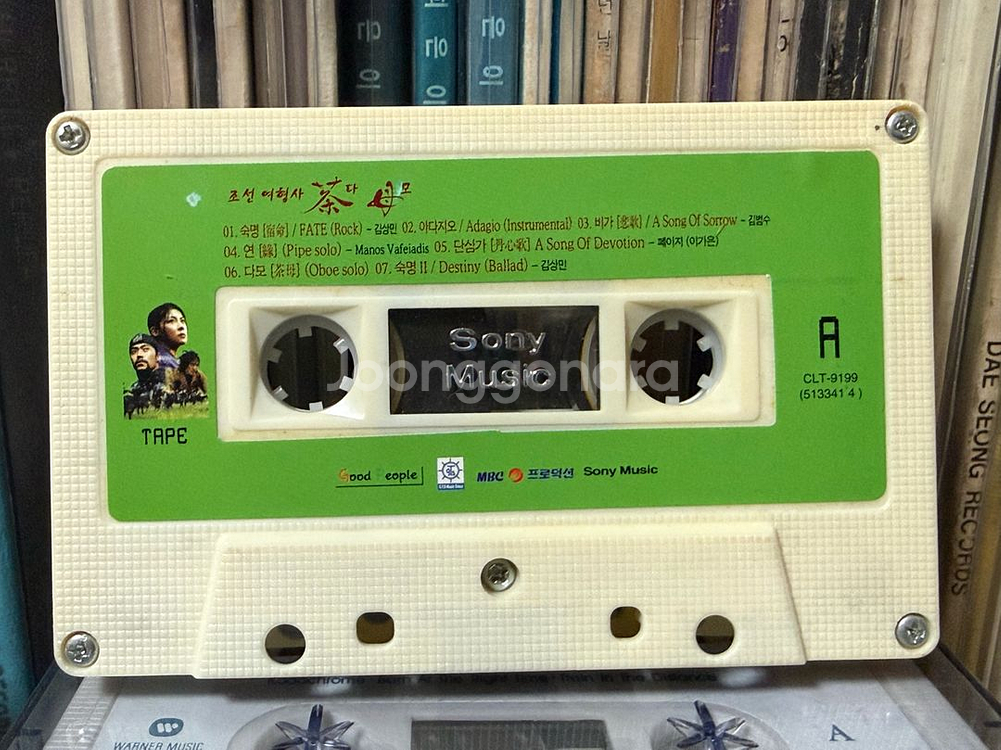 조선 여형사 茶다 母모
01. 숙명 [宿命] / FATE (Rock) – 김상민 02. 아다지오 / Adagio (Instrumental) 03. 비가 [悲歌] / A Song Of Sorrow – 김범수
04. 연 [緣] (Pipe solo) – Manos Vafeiadis 05. 단심가 [丹心歌] A Song Of Devotion – 페이지 (이가은)
06. 다모 [茶母] (Oboe solo) 07. 숙명 II / Destiny (Ballad) – 김상민
Sony
Music
Joonggonara
A
CLT-9199
(513341 4 )
TAPE
Good People
MBC 프로덕션 Sony Music
DAE SEUNG RECORDS
WARNER MUSIC
A